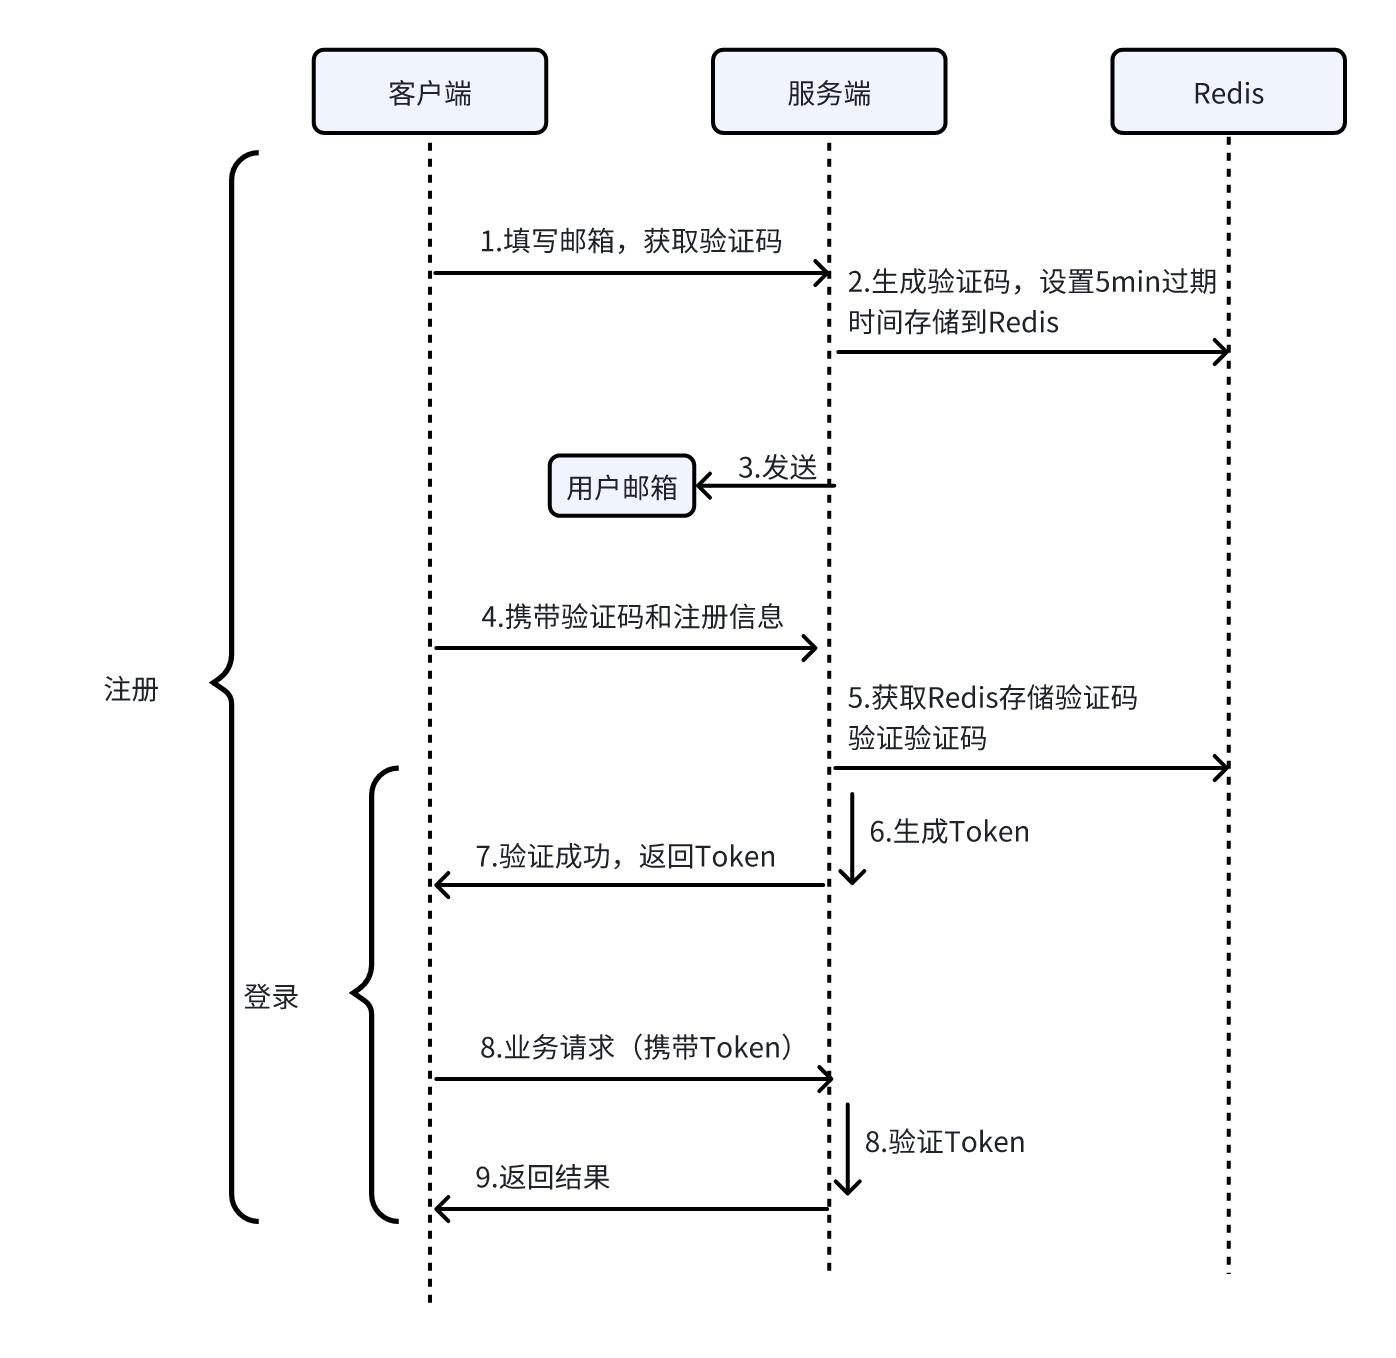 客户端
服务端
Redis
1.填写邮箱，获取验证码
2.生成验证码，设置5min过期
时间存储到Redis
3.发送
用户邮箱
4.携带验证码和注册信息
注册
5.获取Redis存储验证码
验证验证码
6.生成Token
7.验证成功，返回Token
登录
8.业务请求（携带Token）
8.验证Token
9.返回结果